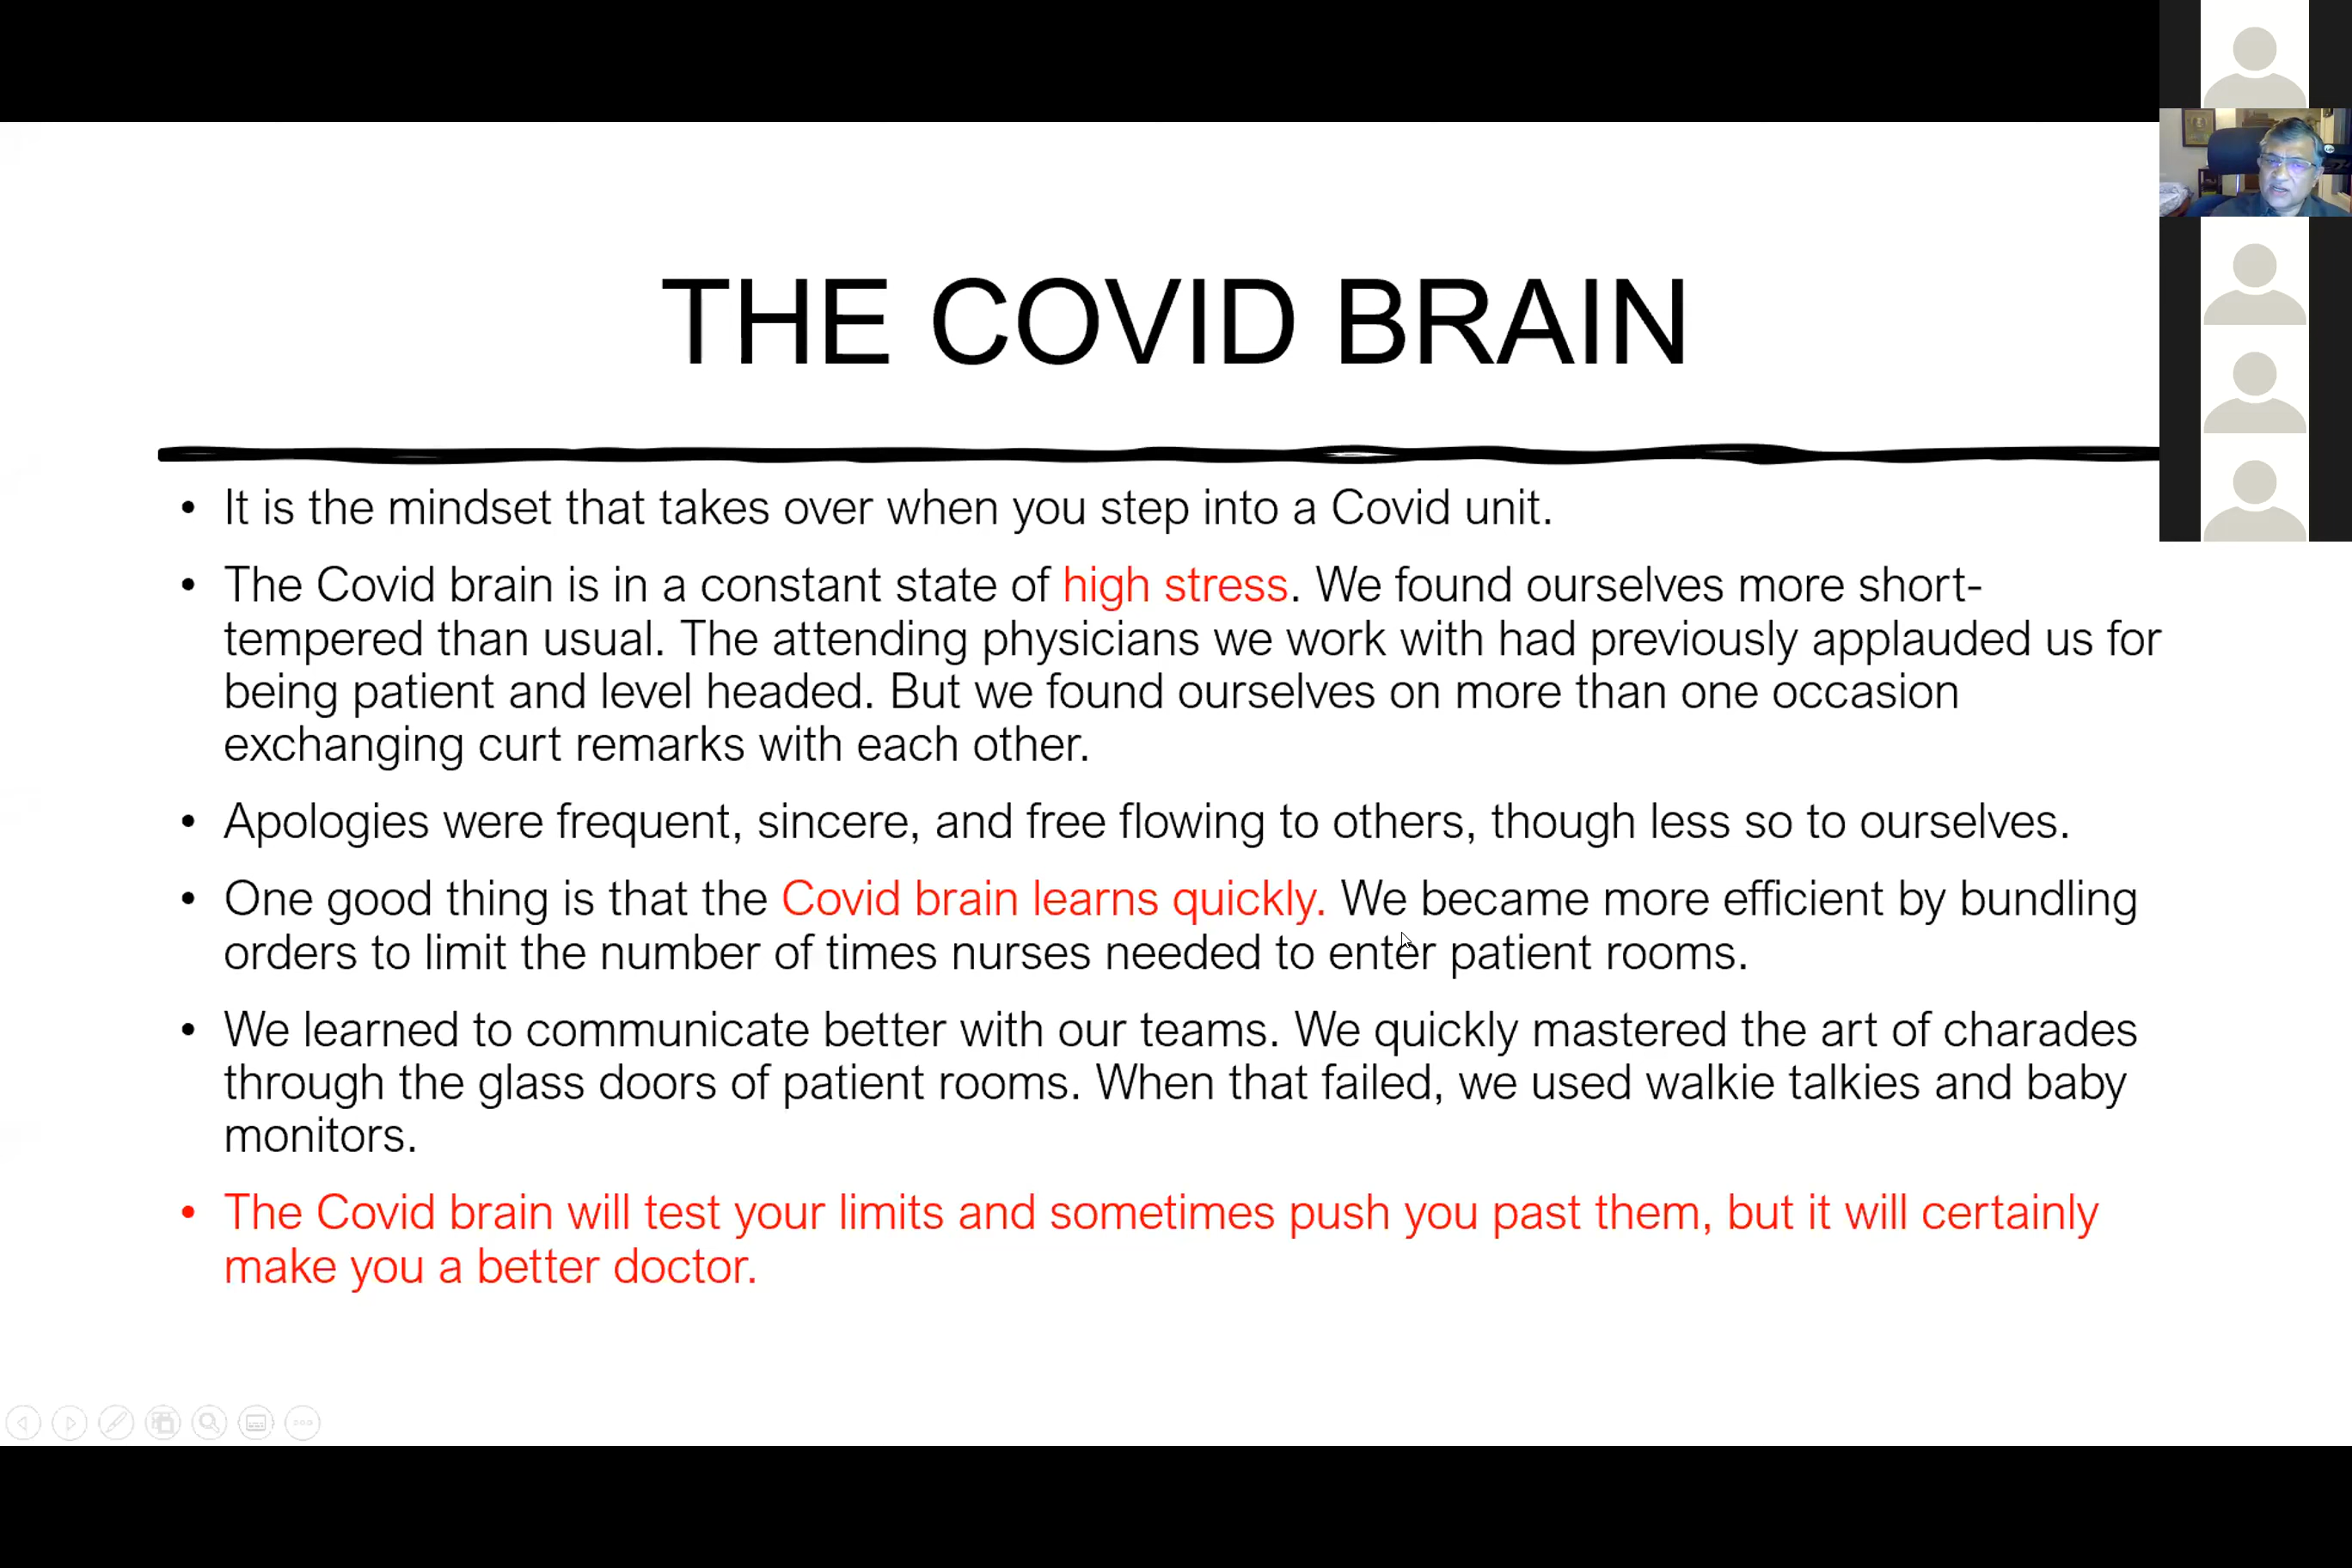 THE COVID BRAIN
• It is the mindset that takes over when you step into a Covid unit.
• The Covid brain is in a constant state of high stress. We found ourselves more short-
tempered than usual. The attending physicians we work with had previously applauded us for
being patient and level headed. But we found ourselves on more than one occasion
exchanging curt remarks with each other.
• Apologies were frequent, sincere, and free flowing to others, though less so to ourselves.
• One good thing is that the Covid brain learns quickly. We became more efficient by bundling
orders to limit the number of times nurses needed to enter patient rooms.
• We learned to communicate better with our teams. We quickly mastered the art of charades
through the glass doors of patient rooms. When that failed, we used walkie talkies and baby
monitors.
• The Covid brain will test your limits and sometimes push you past them, but it will certainly
make you a better doctor.